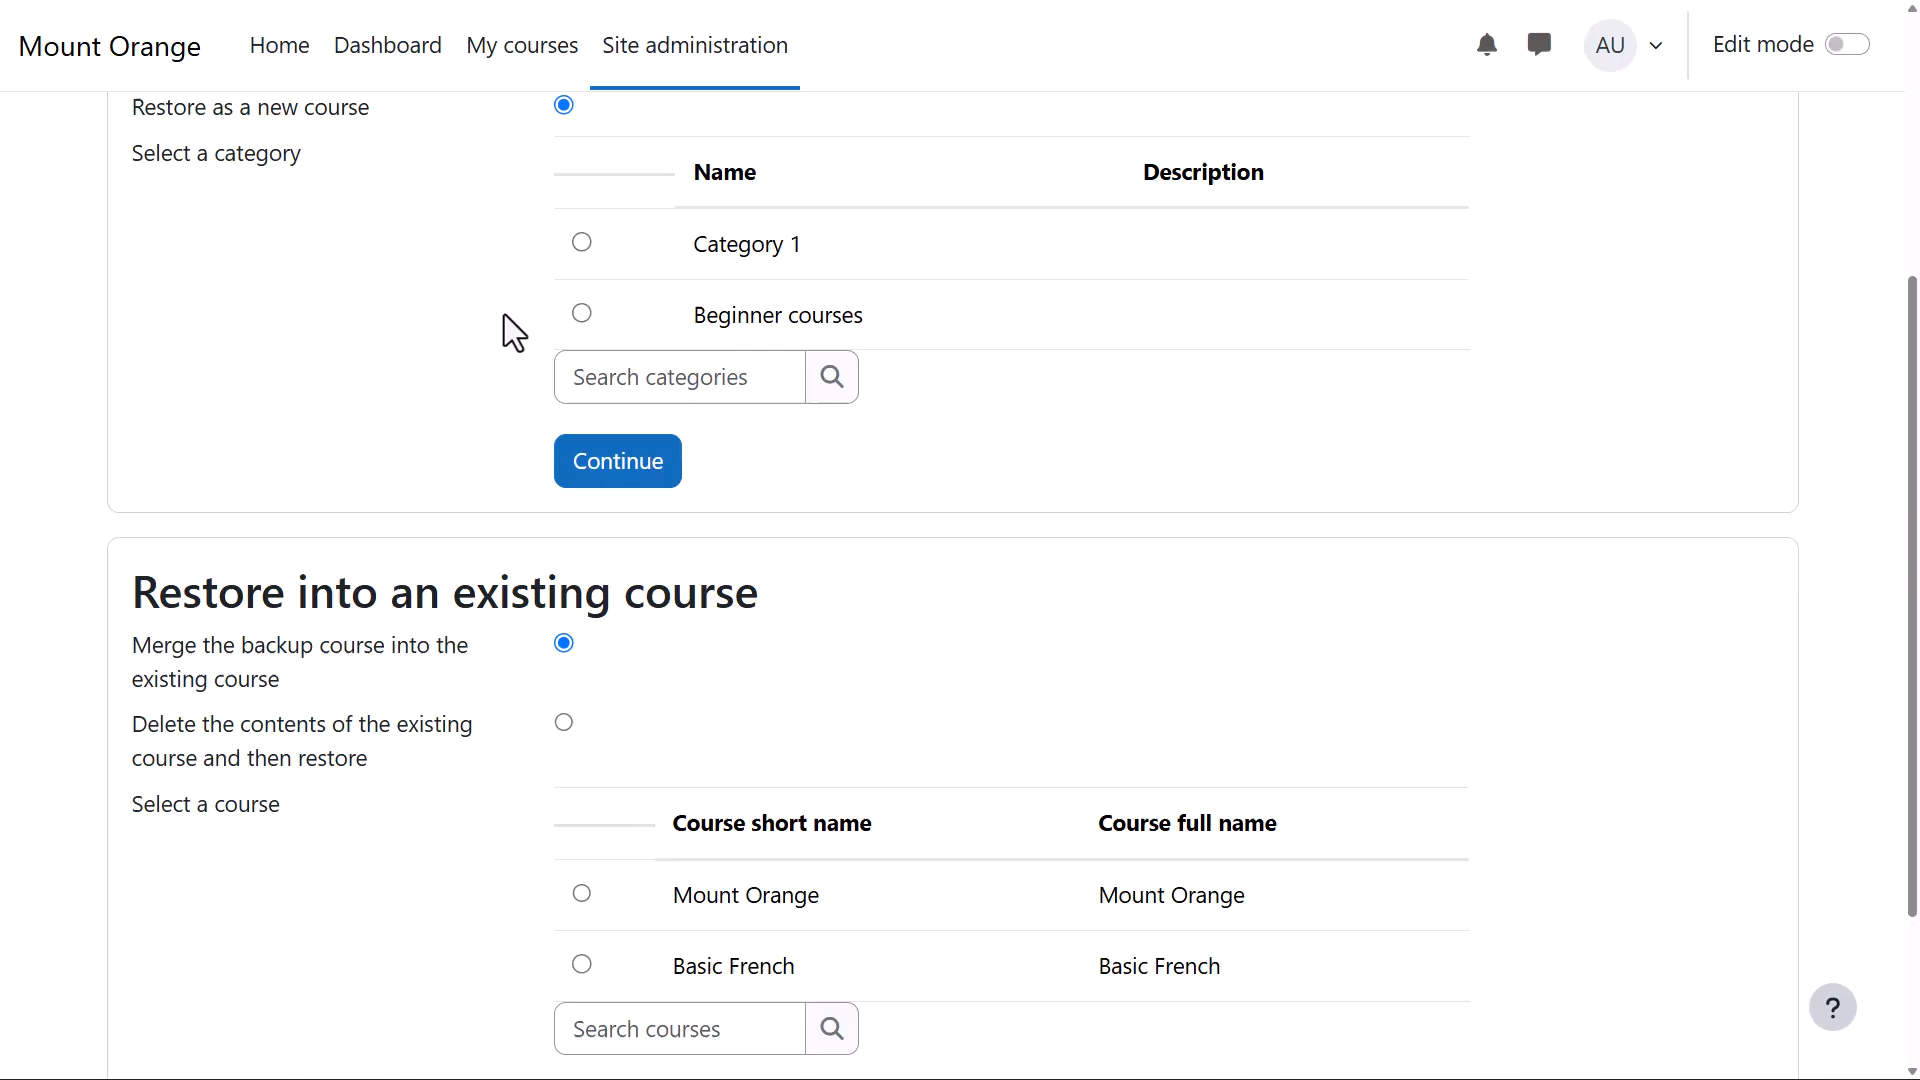 Mount Orange Home Dashboard My courses Site administration AU Edit mode
Restore as a new course
Select a category
Name Description
Category 1
Beginner courses
Search categories
Continue
Restore into an existing course
Merge the backup course into the
existing course
Delete the contents of the existing
course and then restore
Select a course
Course short name Course full name
Mount Orange Mount Orange
Basic French Basic French
Search courses
?